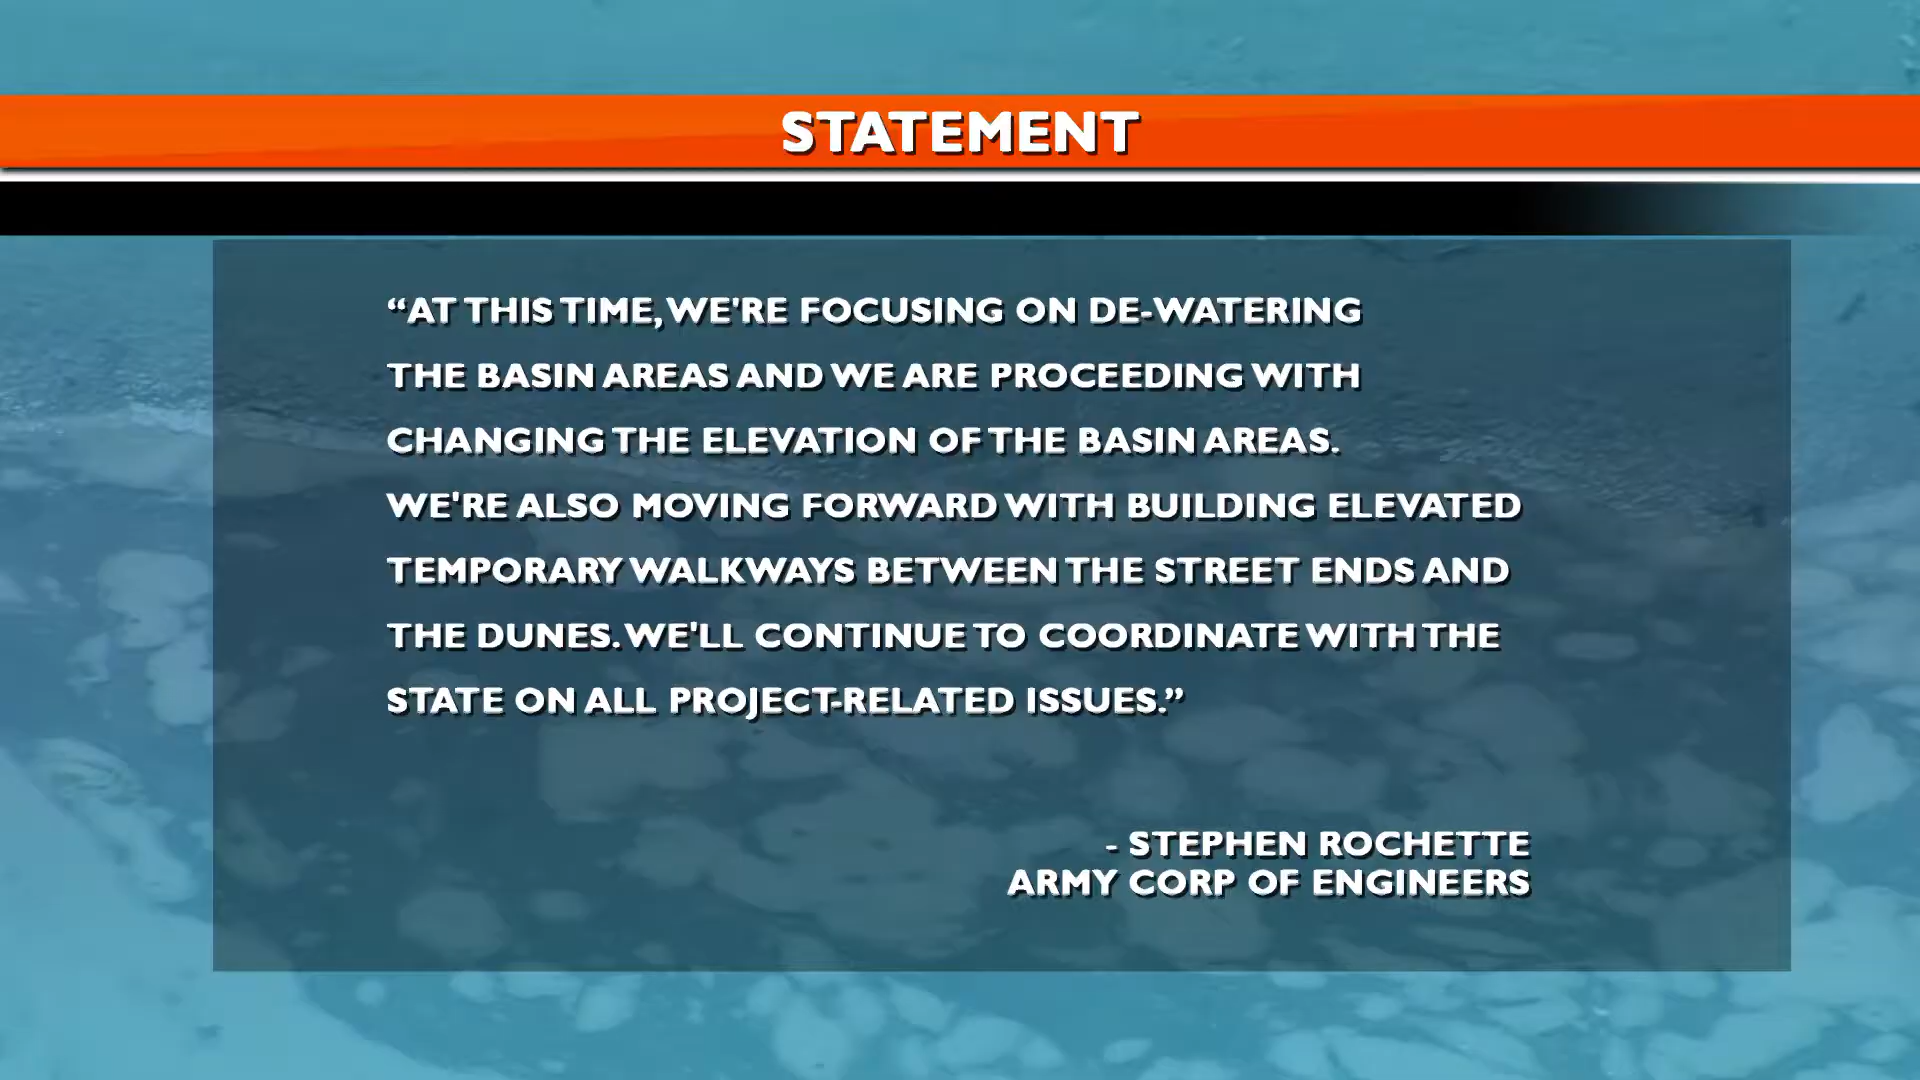 STATEMENT
“AT THIS TIME, WE'RE FOCUSING ON DE-WATERING
THE BASIN AREAS AND WE ARE PROCEEDING WITH
CHANGING THE ELEVATION OF THE BASIN AREAS.
WE'RE ALSO MOVING FORWARD WITH BUILDING ELEVATED
TEMPORARY WALKWAYS BETWEEN THE STREET ENDS AND
THE DUNES. WE'LL CONTINUE TO COORDINATE WITH THE
STATE ON ALL PROJECT-RELATED ISSUES.”
- STEPHEN ROCHETTE
ARMY CORP OF ENGINEERS